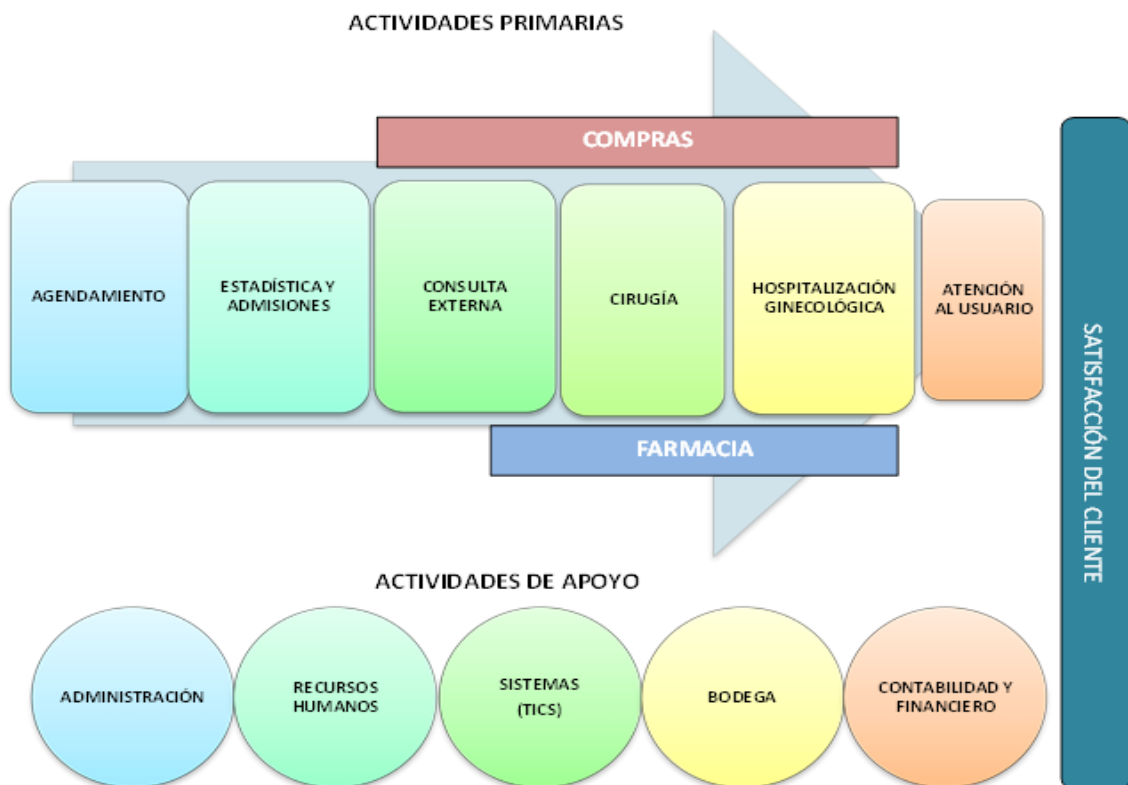 ACTIVIDADES PRIMARIAS
COMPRAS
AGENDAMIENTO
ESTADÍSTICA Y
ADMISIONES
CONSULTA
EXTERNA
CIRUGÍA
HOSPITALIZACIÓN
GINECOLÓGICA
ATENCIÓN
AL USUARIO
FARMACIA
SATISFACCIÓN DEL CLIENTE
ACTIVIDADES DE APOYO
ADMINISTRACIÓN
RECURSOS
HUMANOS
SISTEMAS
(TICS)
BODEGA
CONTABILIDAD Y
FINANCIERO